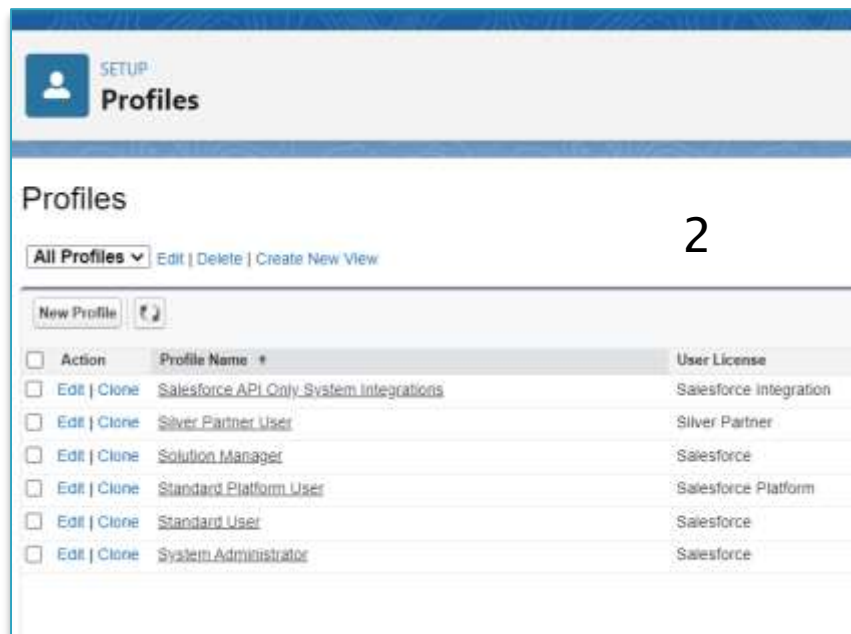 SETUP
Profiles
Profiles
2
All Profiles Edit | Delete | Create New View
New Profile
Action Profile Name User License
Edit | Clone Salesforce API Only System Integrations Salesforce Integration
Edit | Clone Silver Partner User Silver Partner
Edit | Clone Solution Manager Salesforce
Edit | Clone Standard Platform User Salesforce Platform
Edit | Clone Standard User Salesforce
Edit | Clone System Administrator Salesforce